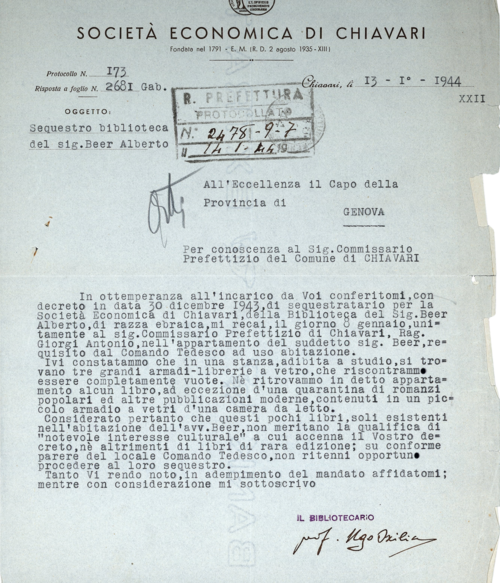 SOCIETÀ ECONOMICA DI CHIAVARI
Fondata nel 1791 - E. M. (R. D. 2 agosto 1935 - XIII)
Protocollo N. 173
Risposta a foglio N. 2681 Gab.
Chiavari, il 13 - I° - 1944
XXII
OGGETTO:
Sequestro biblioteca
del sig.Beer Alberto
R. PREFETTURA
PROTOCOLLATO
N. 2478-9-7
Il 14-1-44 19
All'Eccellenza il Capo della
Provincia di
GENOVA
Per conoscenza al Sig.Commissario
Prefettizio del Comune di CHIAVARI
In ottemperanza all'incarico da Voi conferitomi,con
decreto in data 30 dicembre 1943,di sequestratario per la
Società Economica di Chiavari,della Biblioteca del Sig.Beer
Alberto,di razza ebraica,mi recai,il giorno 8 gennaio,uni-
tamente al sig.Commissario Prefettizio di Chiavari, Rag.
Giorgi Antonio,nell'appartamento del suddetto sig. Beer,re-
quisito dal Comando Tedesco ad uso abitazione.
Ivi constatammo che in una stanza,adibita a studio,si tro-
vano tre grandi armadi-librerie a vetro,che riscontrammo
essere completamente vuote. Nè ritrovammo in detto apparta-
mento alcun libro,ad eccezione d'una quarantina di romanzi
popolari ed altre pubblicazioni moderne,contenuti in un pic-
colo armadio a vetri d'una camera da letto.
Considerato pertanto che questi pochi libri,soli esistenti
nell'abitazione dell'avv.Beer,non meritano la qualifica di
"notevole interesse culturale" a cui accenna il Vostro de-
creto,nè altrimenti di libri di rara edizione; su conforme
parere del locale Comando Tedesco,non ritenni opportuno
procedere al loro sequestro.
Tanto Vi rendo noto,in adempimento del mandato affidatomi;
mentre con considerazione mi sottoscrivo
IL BIBLIOTECARIO
prof. Ugo